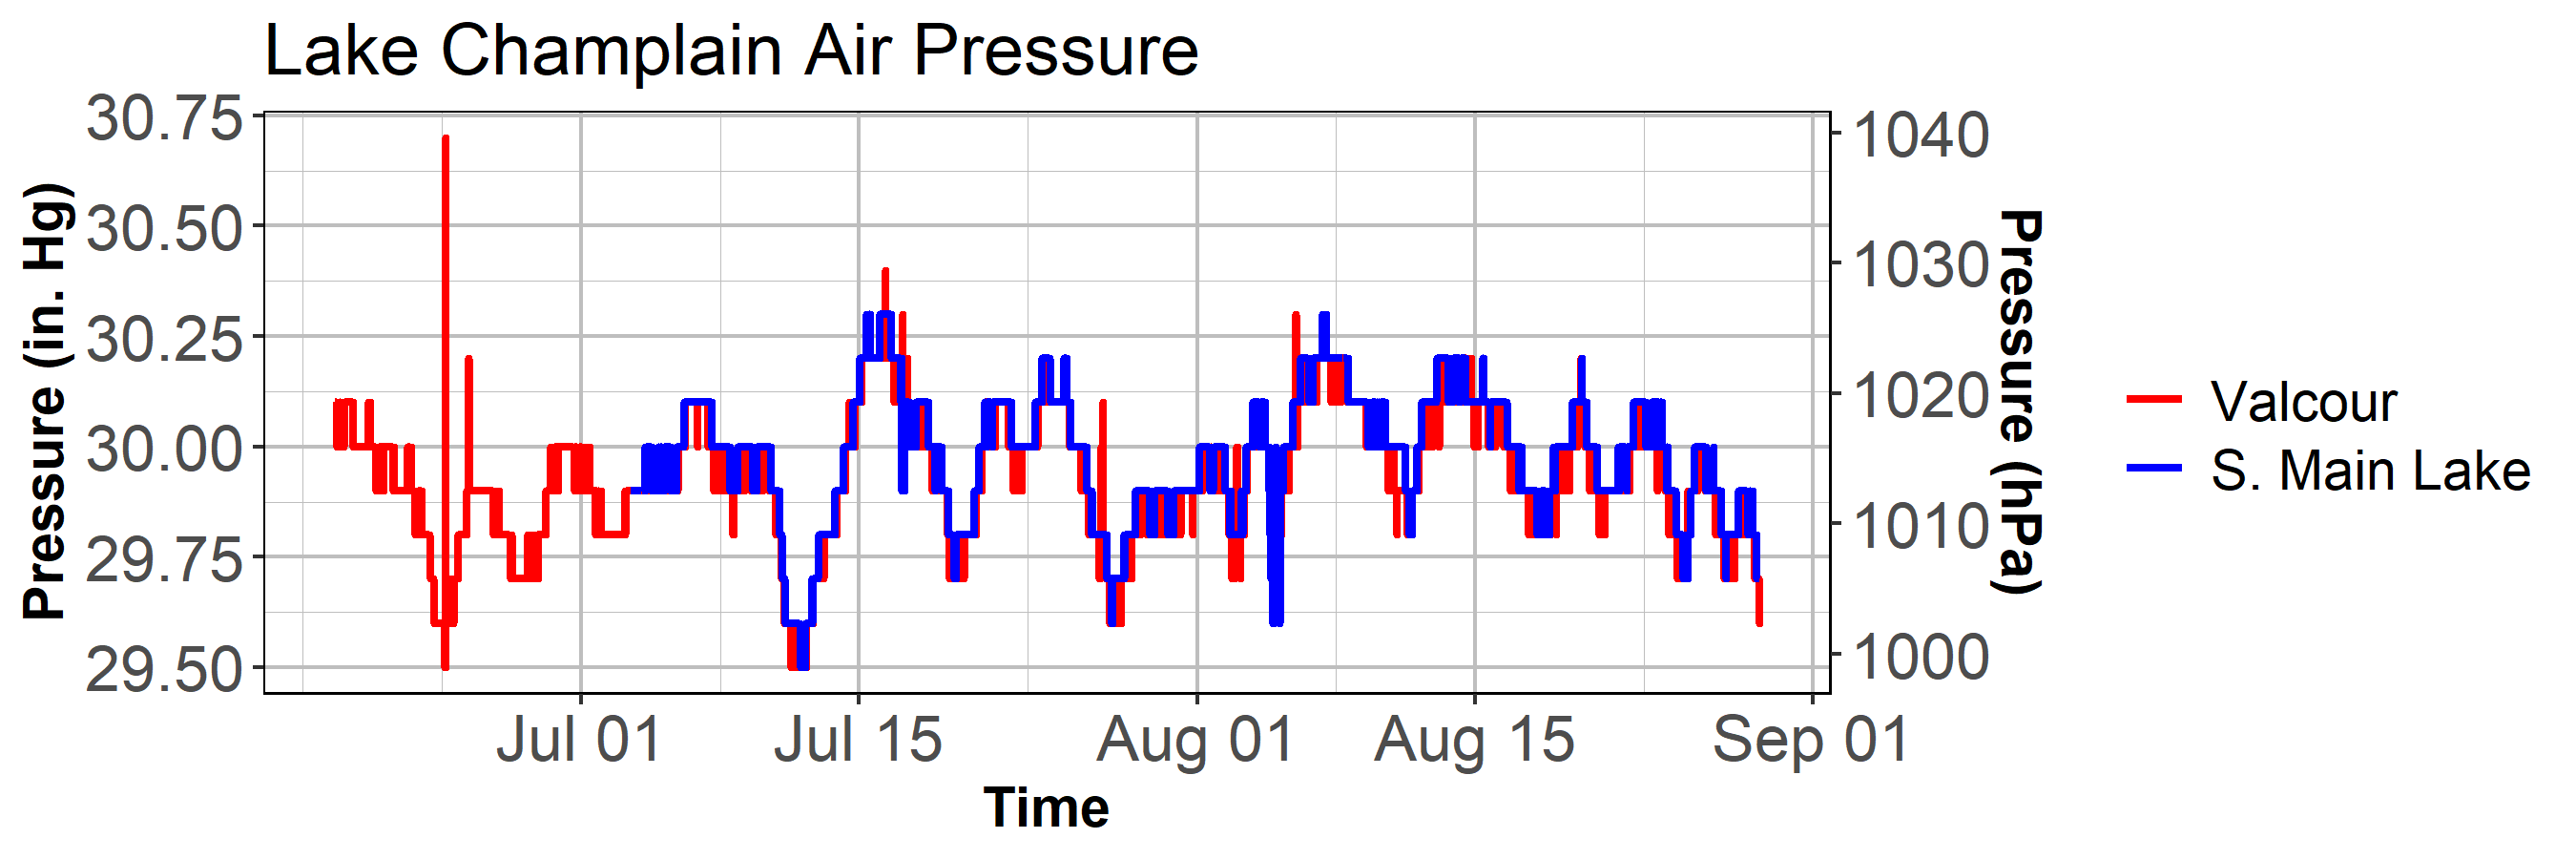 Lake Champlain Air Pressure
Pressure (in. Hg)
30.75
30.50
30.25
30.00
29.75
29.50
1040
1030
1020
1010
1000
Pressure (hPa)
Jul 01 Jul 15 Aug 01 Aug 15 Sep 01
Time
Valcour
S. Main Lake